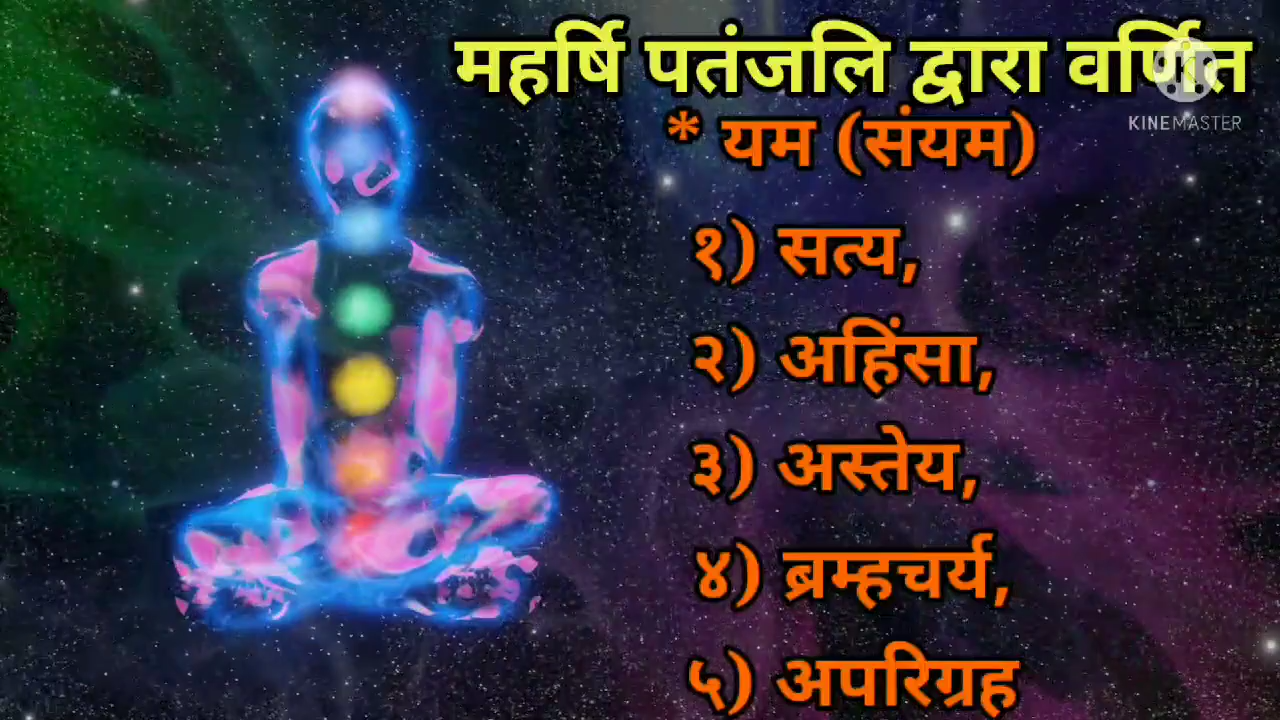 महर्षि पतंजलि द्वारा वर्णित
KINEMASTER
* यम (संयम)
१) सत्य,
२) अहिंसा,
३) अस्तेय,
४) ब्रम्हचर्य,
५) अपरिग्रह